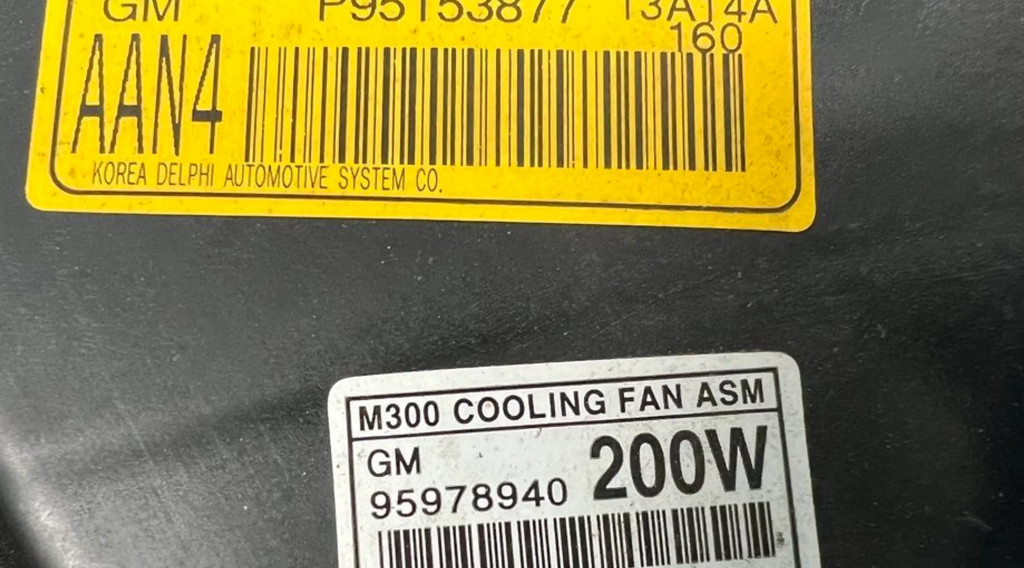 GM P95153877 13A14A
160
AAN4
KOREA DELPHI AUTOMOTIVE SYSTEM CO.
M300 COOLING FAN ASM
GM 200W
95978940